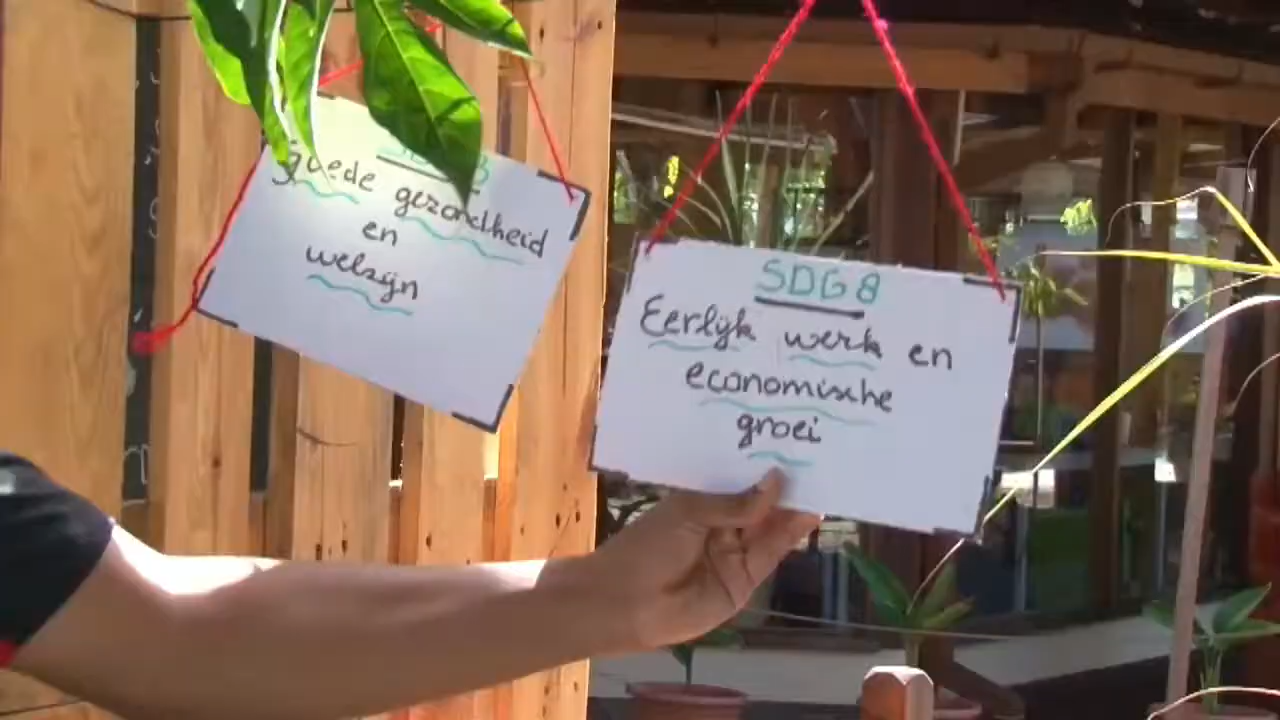 Goede gezondheid
en
welzijn
SDG 8
Eerlijk werk en
economische
groei